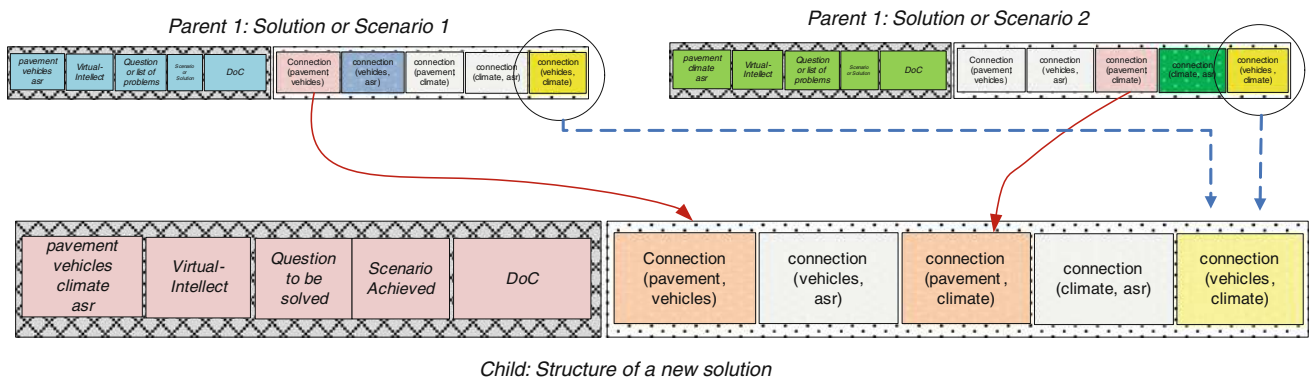 Parent 1: Solution or Scenario 1
pavement
vehicles
asr
Virtual-
Intellect
Question
or list of
problems
Scenario
or
Solution
DoC
Connection
(pavement
vehicles)
connection
(vehicles,
asr)
connection
(pavement,
climate)
connection
(climate, asr)
connection
(vehicles,
climate)
Parent 1: Solution or Scenario 2
pavement
climate
asr
Virtual-
Intellect
Question
or list of
problems
Scenario
or
Solution
DoC
Connection
(pavement
vehicles)
connection
(vehicles,
asr)
connection
(pavement,
climate)
connection
(climate, asr)
connection
(vehicles,
climate)
pavement
vehicles
climate
asr
Virtual-
Intellect
Question
to be
solved
Scenario
Achieved
DoC
Connection
(pavement,
vehicles)
connection
(vehicles,
asr)
connection
(pavement,
climate)
connection
(climate, asr)
connection
(vehicles,
climate)
Child: Structure of a new solution